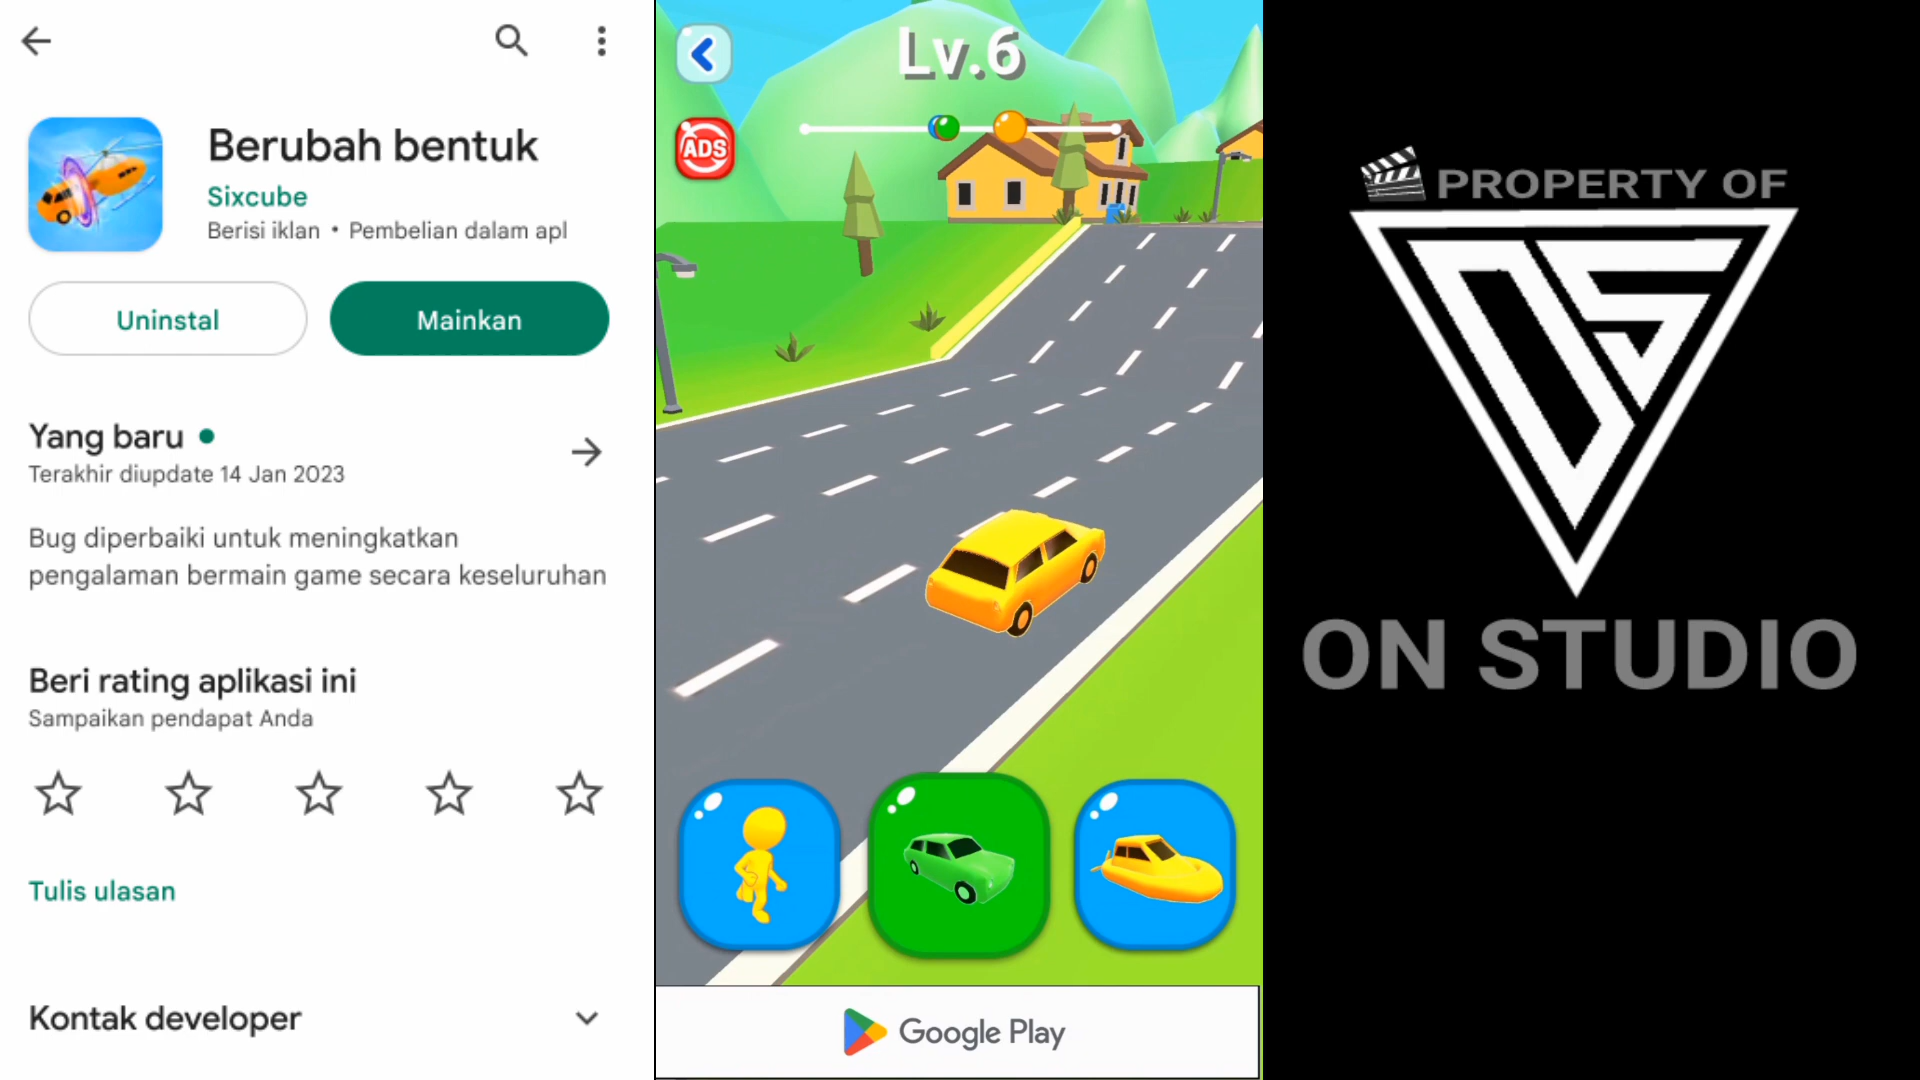 Berubah bentuk
Sixcube
Berisi iklan • Pembelian dalam apl
Uninstal
Mainkan
Yang baru
Terakhir diupdate 14 Jan 2023
Bug diperbaiki untuk meningkatkan
pengalaman bermain game secara keseluruhan
Beri rating aplikasi ini
Sampaikan pendapat Anda
Tulis ulasan
Kontak developer
Lv.6
ADS
Google Play
PROPERTY OF
ON STUDIO